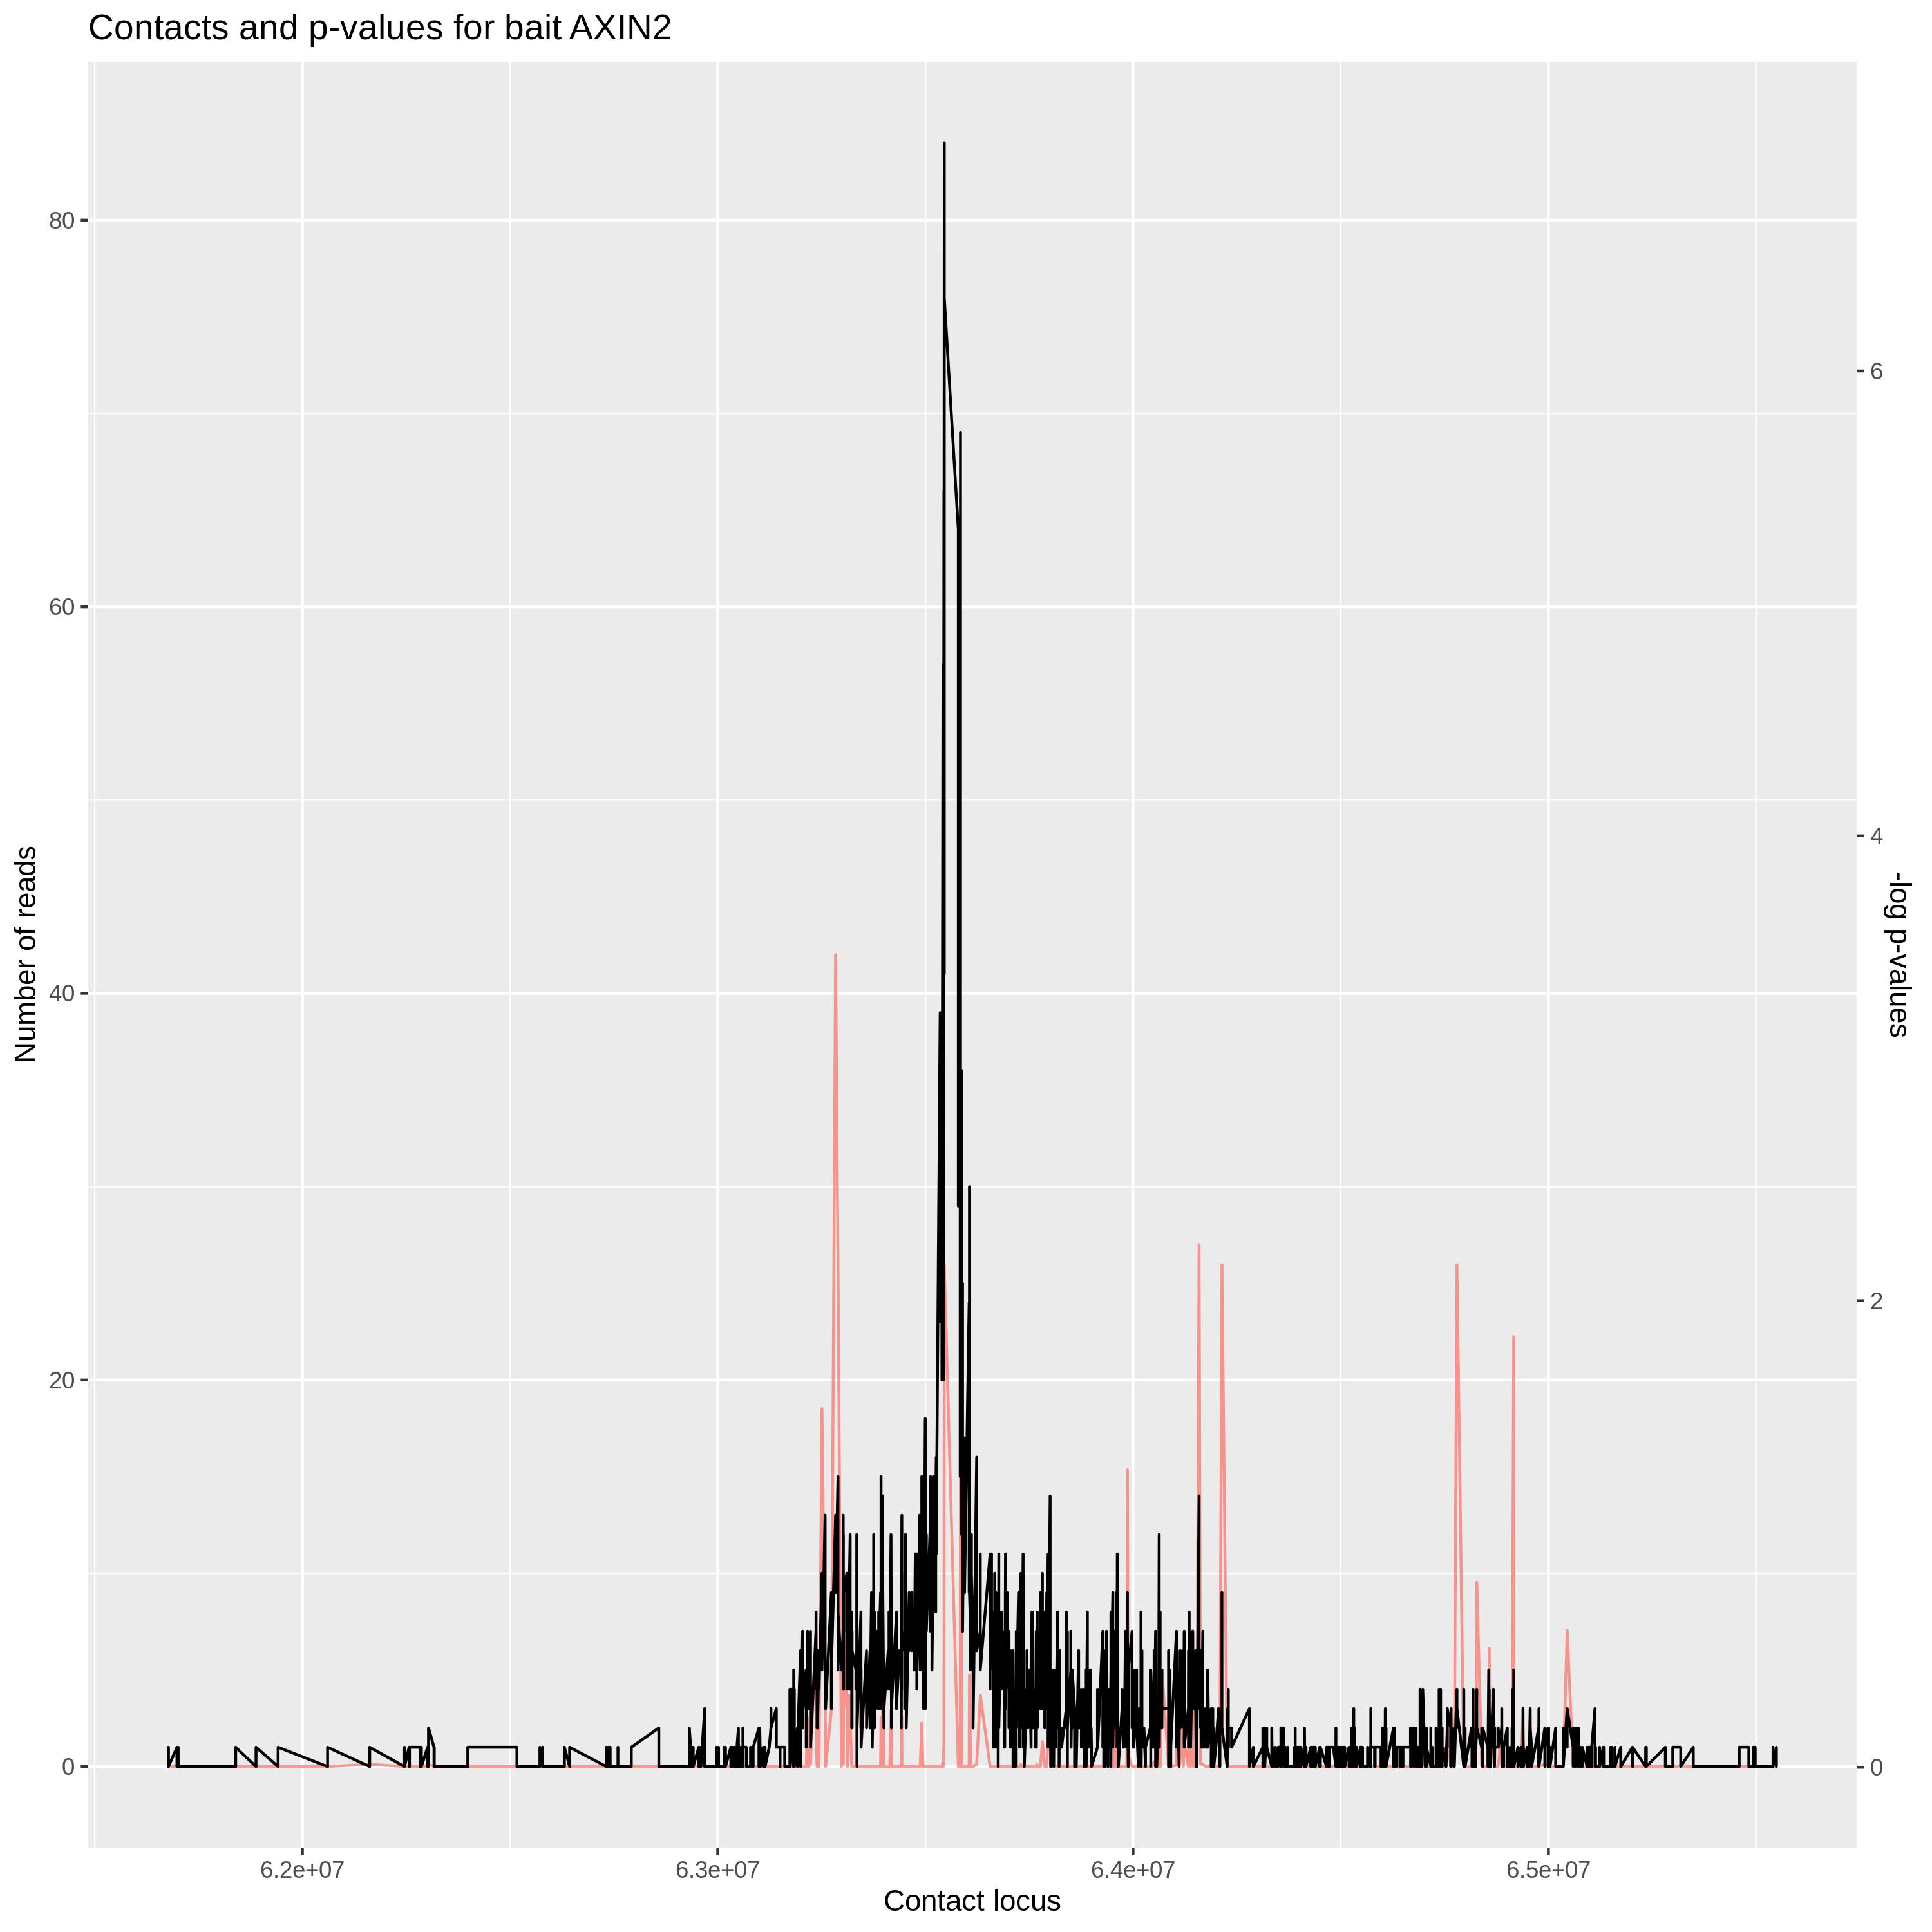 Contacts and p-values for bait AXIN2
80
60
40
20
0
Number of reads
6
4
2
0
-log p-values
6.2e+07
6.3e+07
6.4e+07
6.5e+07
Contact locus